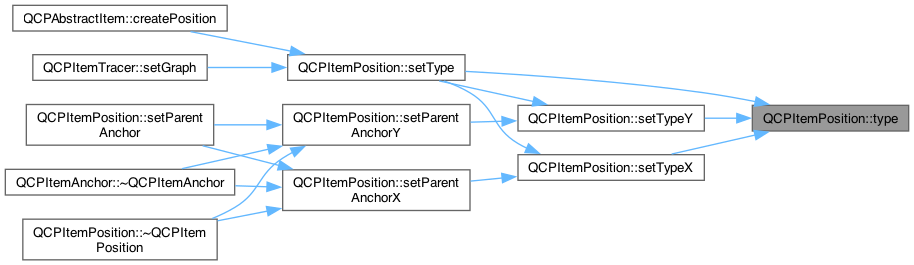 QCPAbstractItem::createPosition
QCPItemTracer::setGraph
QCPItemPosition::setType
QCPItemPosition::setParent
Anchor
QCPItemPosition::setParent
AnchorY
QCPItemPosition::setTypeY
QCPItemPosition::type
QCPItemPosition::setTypeX
QCPItemAnchor::~QCPItemAnchor
QCPItemPosition::setParent
AnchorX
QCPItemPosition::~QCPItem
Position